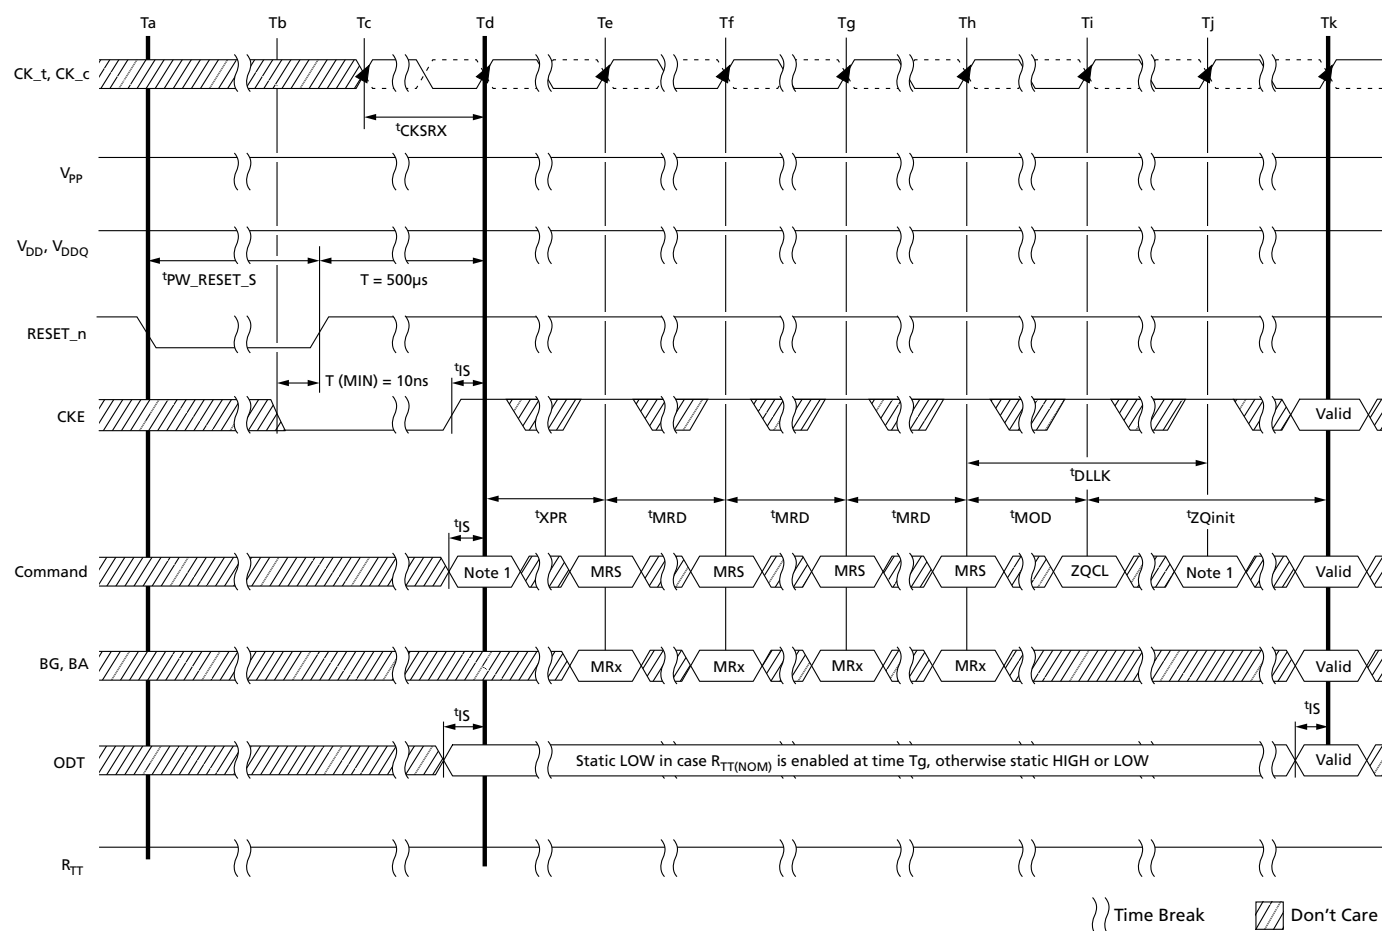 Ta Tb Tc Td Te Tf Tg Th Ti Tj Tk
CK_t, CK_c
tCKSRX
VPP
VDD, VDDQ
tPW_RESET_S T = 500µs
RESET_n
tIS
T (MIN) = 10ns
CKE Valid
tDLLK
tXPR tMRD tMRD tMRD tMOD tZQinit
tIS
Command Note 1 MRS MRS MRS MRS ZQCL Note 1 Valid
BG, BA MRx MRx MRx MRx Valid
tIS tIS
ODT Static LOW in case RTT(NOM) is enabled at time Tg, otherwise static HIGH or LOW Valid
RTT
Time Break Don't Care